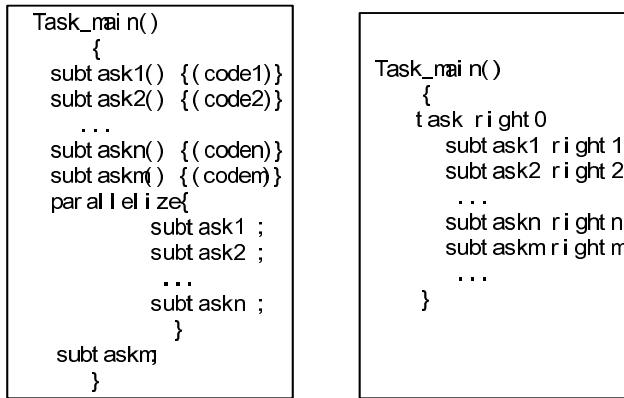 Task_main()
{
subtask1() {(code1)}
subtask2() {(code2)}
...
subtaskn() {(coden)}
subtaskm() {(codem)}
parallelize{
subtask1 ;
subtask2 ;
...
subtaskn ;
}
subtaskm;
}
Task_main()
{
task right0
subtask1 right1
subtask2 right2
...
subtaskn rightn
subtaskm rightm
...
}